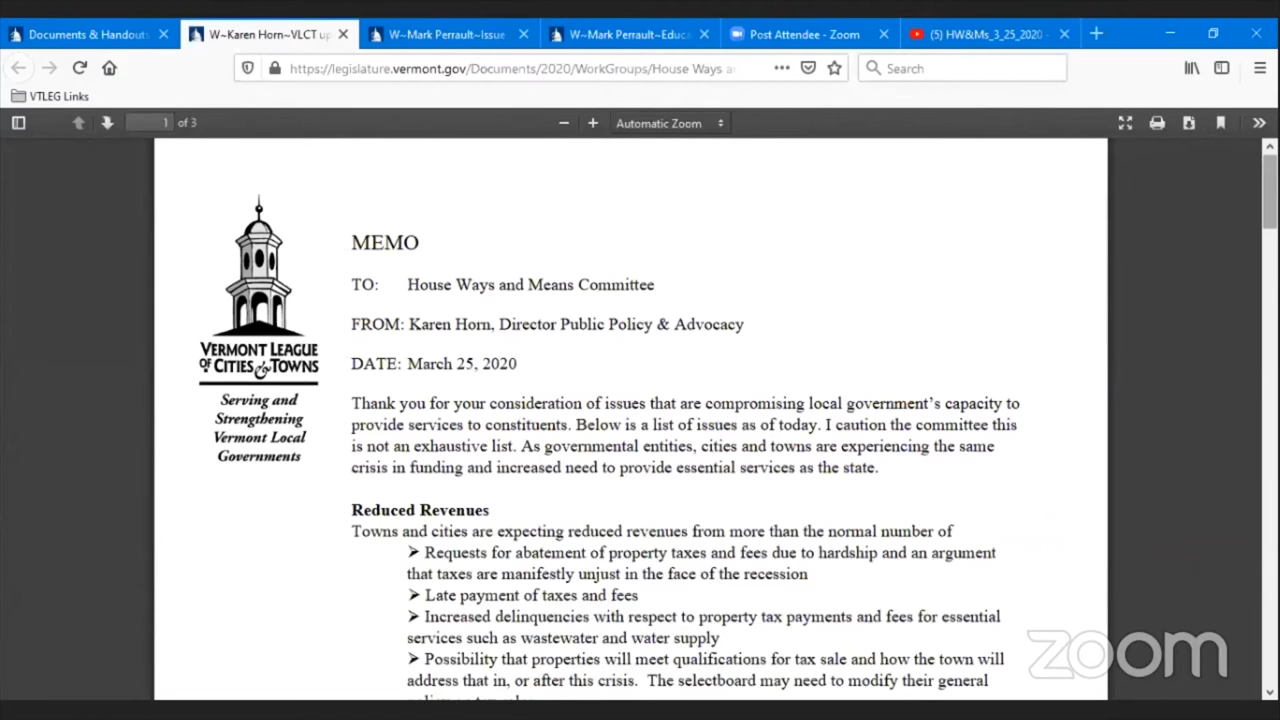 Documents & Handouts
W~Karen Horn~VLCT up
W~Mark Perrault~Issue
W~Mark Perrault~Educa
Post Attendee - Zoom
(5) HW&Ms_3_25_2020 -
https://legislature.vermont.gov/Documents/2020/WorkGroups/House Ways a
Search
VTLEG Links
1 of 3
Automatic Zoom
MEMO
TO: House Ways and Means Committee
FROM: Karen Horn, Director Public Policy & Advocacy
DATE: March 25, 2020
VERMONT LEAGUE
OF CITIES & TOWNS
Serving and
Strengthening
Vermont Local
Governments
Thank you for your consideration of issues that are compromising local government's capacity to
provide services to constituents. Below is a list of issues as of today. I caution the committee this
is not an exhaustive list. As governmental entities, cities and towns are experiencing the same
crisis in funding and increased need to provide essential services as the state.
Reduced Revenues
Towns and cities are expecting reduced revenues from more than the normal number of
➤ Requests for abatement of property taxes and fees due to hardship and an argument
that taxes are manifestly unjust in the face of the recession
➤ Late payment of taxes and fees
➤ Increased delinquencies with respect to property tax payments and fees for essential
services such as wastewater and water supply
➤ Possibility that properties will meet qualifications for tax sale and how the town will
address that in, or after this crisis. The selectboard may need to modify their general
zoom